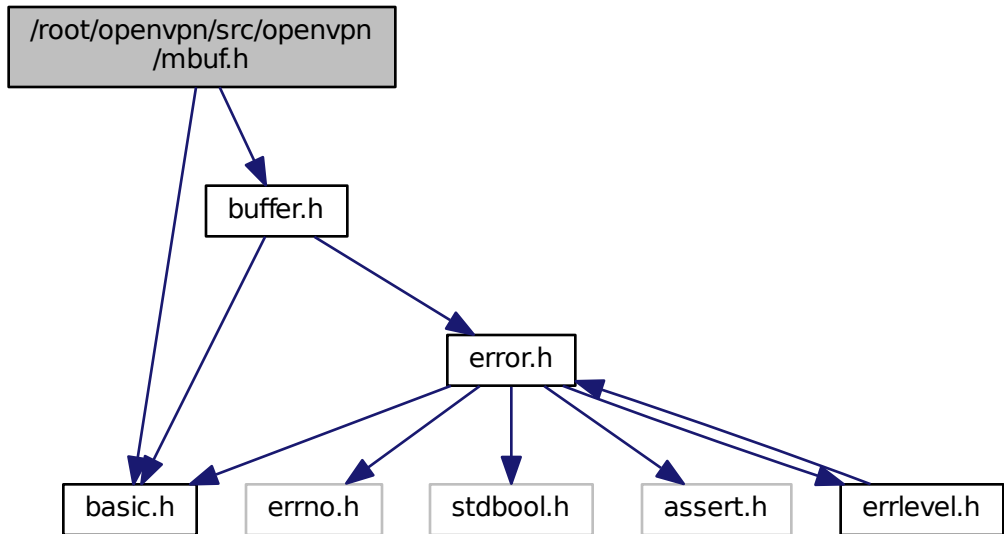 /root/openvpn/src/openvpn
/mbuf.h
buffer.h
error.h
basic.h
errno.h
stdbool.h
assert.h
errlevel.h